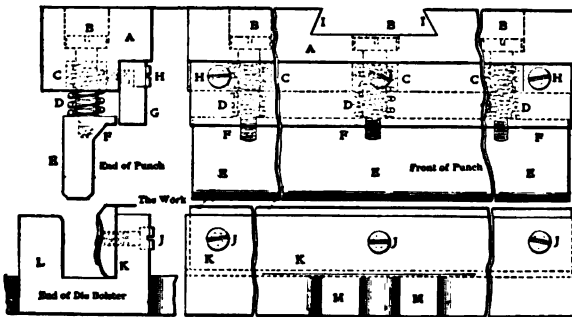 B B I B I B
A A
C H H C C C H
D D D
G
F F F F
E End of Punch E E Front of Punch E
The Work
J J J J
L K K K
End of Die Bolster M M